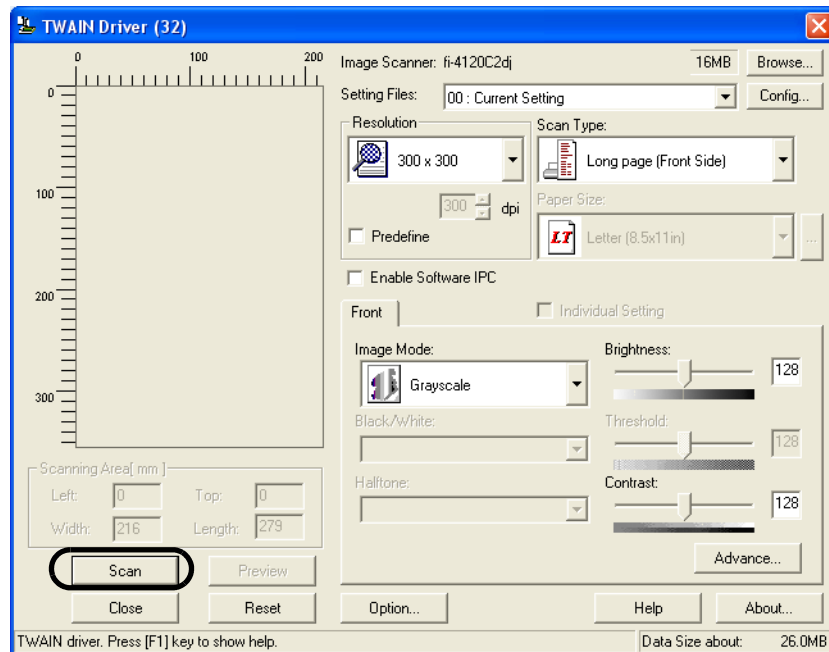 TWAIN Driver (32)
0 100 200
0
100
200
300
Image Scanner: fi-4120C2dj 16MB Browse...
Setting Files: 00 : Current Setting Config...
Resolution
300 x 300
300 dpi
Predefine
Scan Type:
Long page (Front Side)
Paper Size:
LT Letter (8.5x11in) ...
Enable Software IPC
Front Individual Setting
Image Mode:
Grayscale
Black/White:
Halftone:
Brightness:
128
Threshold:
128
Contrast:
128
Advance...
Scanning Area[ mm ]
Left: 0 Top: 0
Width: 216 Length: 279
Scan Preview
Close Reset Option... Help About...
TWAIN driver. Press [F1] key to show help. Data Size about: 26.0MB